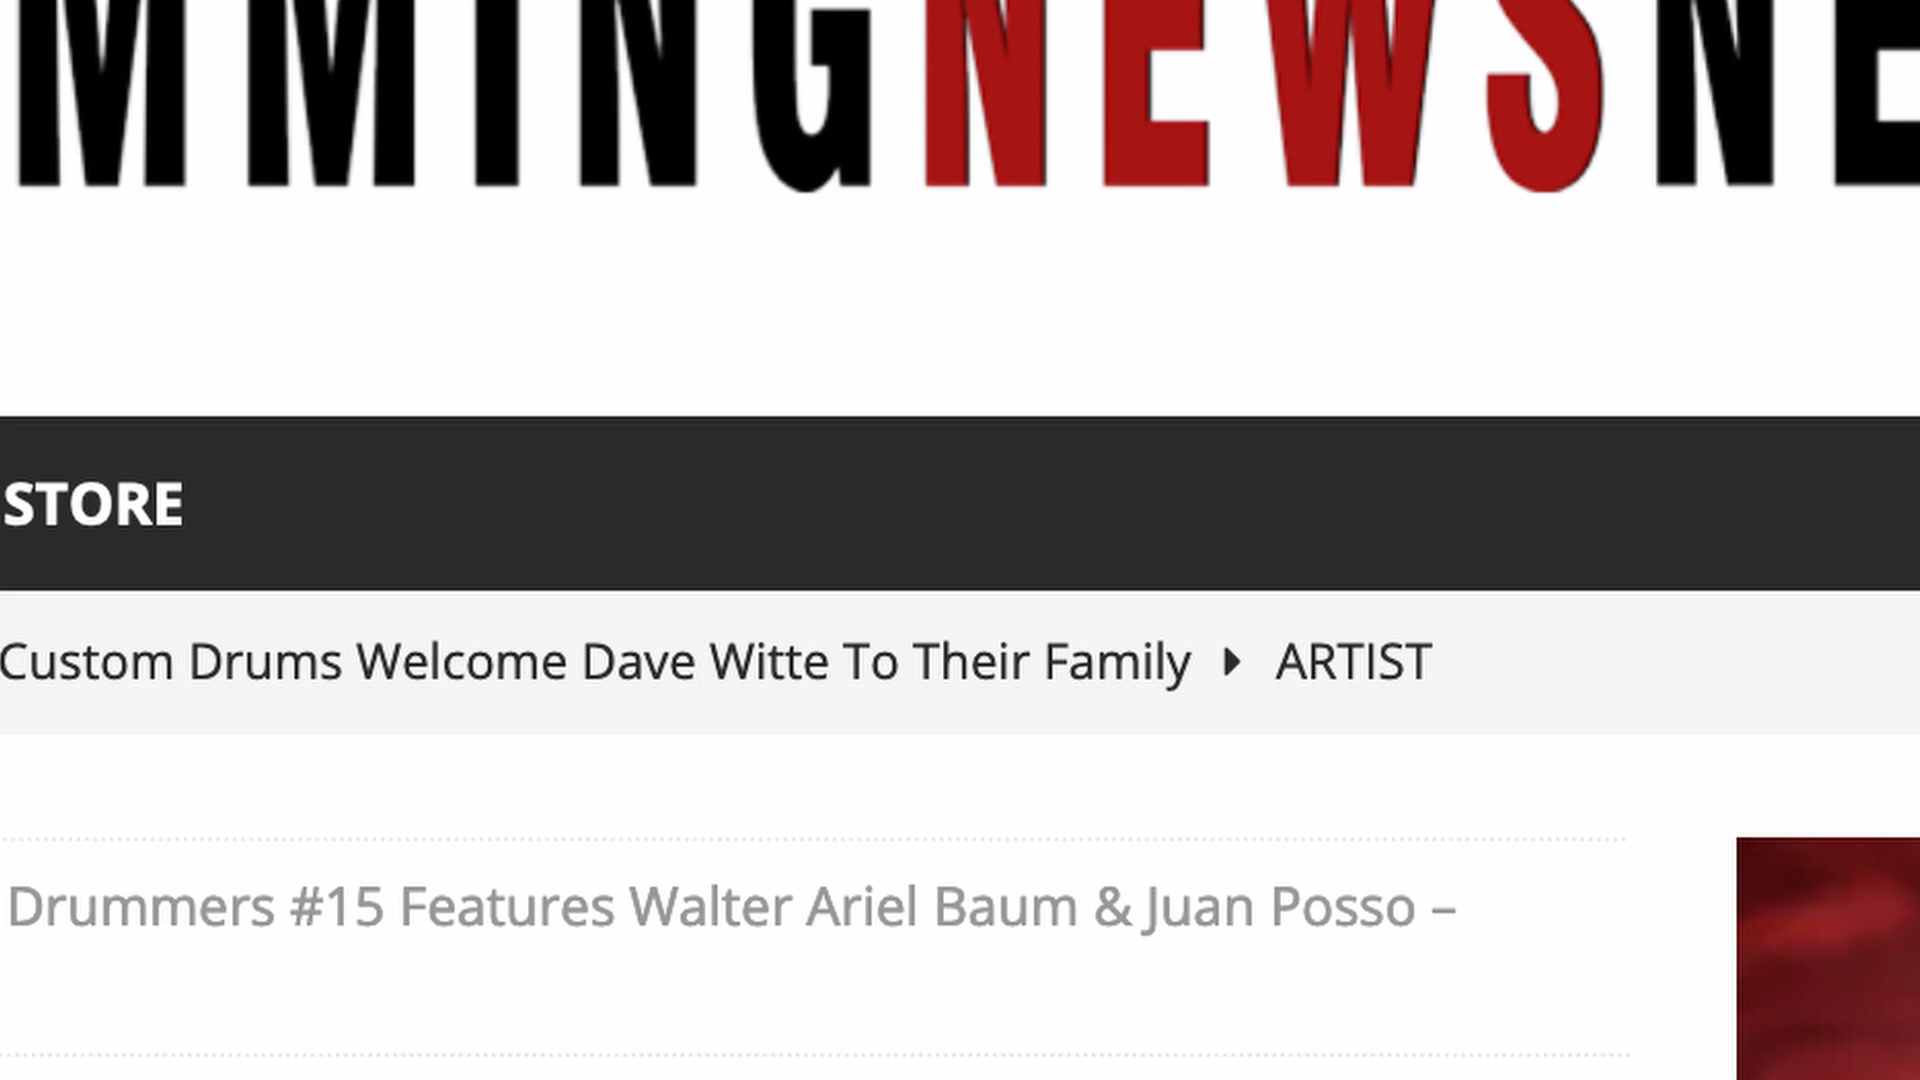 MMINGNEWSNE
STORE
Custom Drums Welcome Dave Witte To Their Family ARTIST
Drummers #15 Features Walter Ariel Baum & Juan Posso –